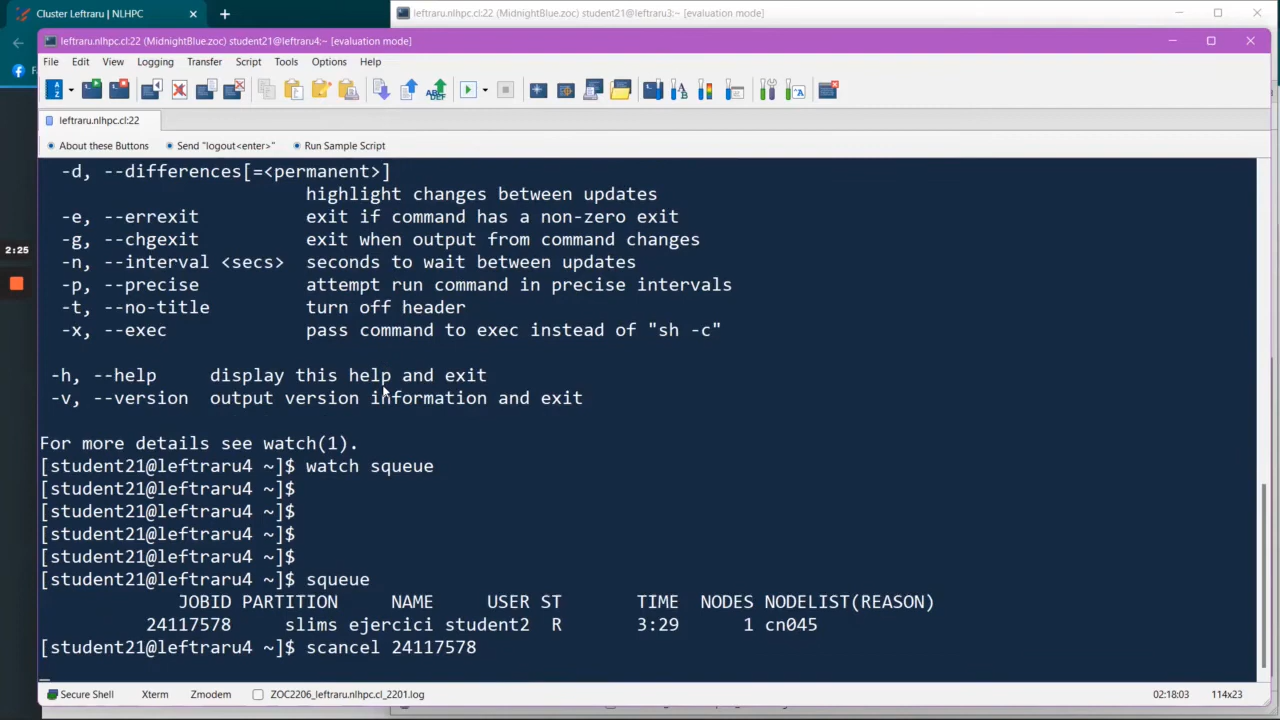 Cluster Leftraru | NLHPC
leftraru.nlhpc.cl:22 (MidnightBlue.zoc) student21@leftraru3:~ [evaluation mode]
leftraru.nlhpc.cl:22 (MidnightBlue.zoc) student21@leftraru4:~ [evaluation mode]
File Edit View Logging Transfer Script Tools Options Help
leftraru.nlhpc.cl:22
About these Buttons Send "logout<enter>" Run Sample Script
-d, --differences[=<permanent>]
highlight changes between updates
-e, --errexit exit if command has a non-zero exit
-g, --chgexit exit when output from command changes
-n, --interval <secs> seconds to wait between updates
-p, --precise attempt run command in precise intervals
-t, --no-title turn off header
-x, --exec pass command to exec instead of "sh -c"
-h, --help display this help and exit
-v, --version output version information and exit
For more details see watch(1).
[student21@leftraru4 ~]$ watch squeue
[student21@leftraru4 ~]$
[student21@leftraru4 ~]$
[student21@leftraru4 ~]$
[student21@leftraru4 ~]$
[student21@leftraru4 ~]$ squeue
JOBID PARTITION NAME USER ST TIME NODES NODELIST(REASON)
24117578 slims ejercici student2 R 3:29 1 cn045
[student21@leftraru4 ~]$ scancel 24117578
Secure Shell Xterm Zmodem ZOC2206_leftraru.nlhpc.cl_2201.log 02:18:03 114x23
2:25